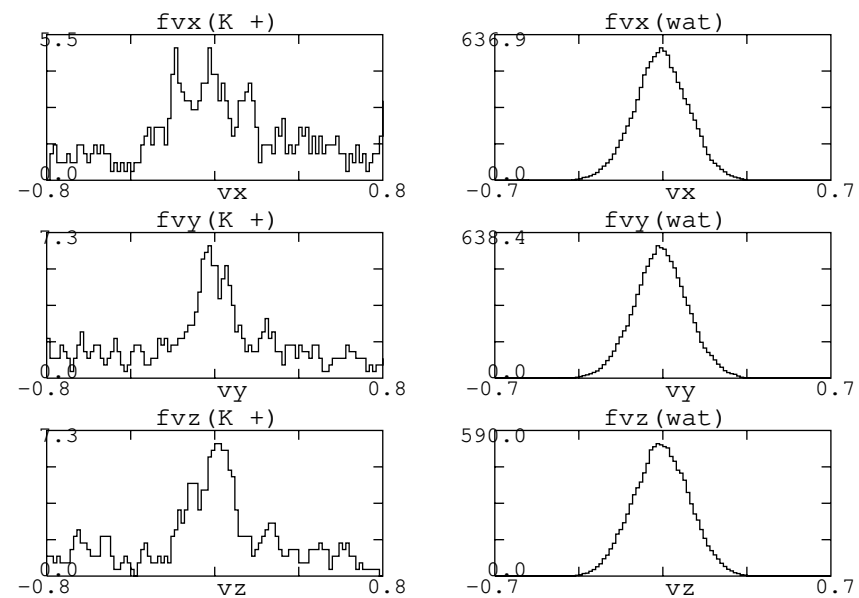 fvx(K +)
fvx(wat)
5.5
636.9
0.0
0.0
−0.8
vx
0.8
−0.7
vx
0.7
fvy(K +)
fvy(wat)
7.3
638.4
0.0
0.0
−0.8
vy
0.8
−0.7
vy
0.7
fvz(K +)
fvz(wat)
7.3
590.0
0.0
0.0
−0.8
vz
0.8
−0.7
vz
0.7